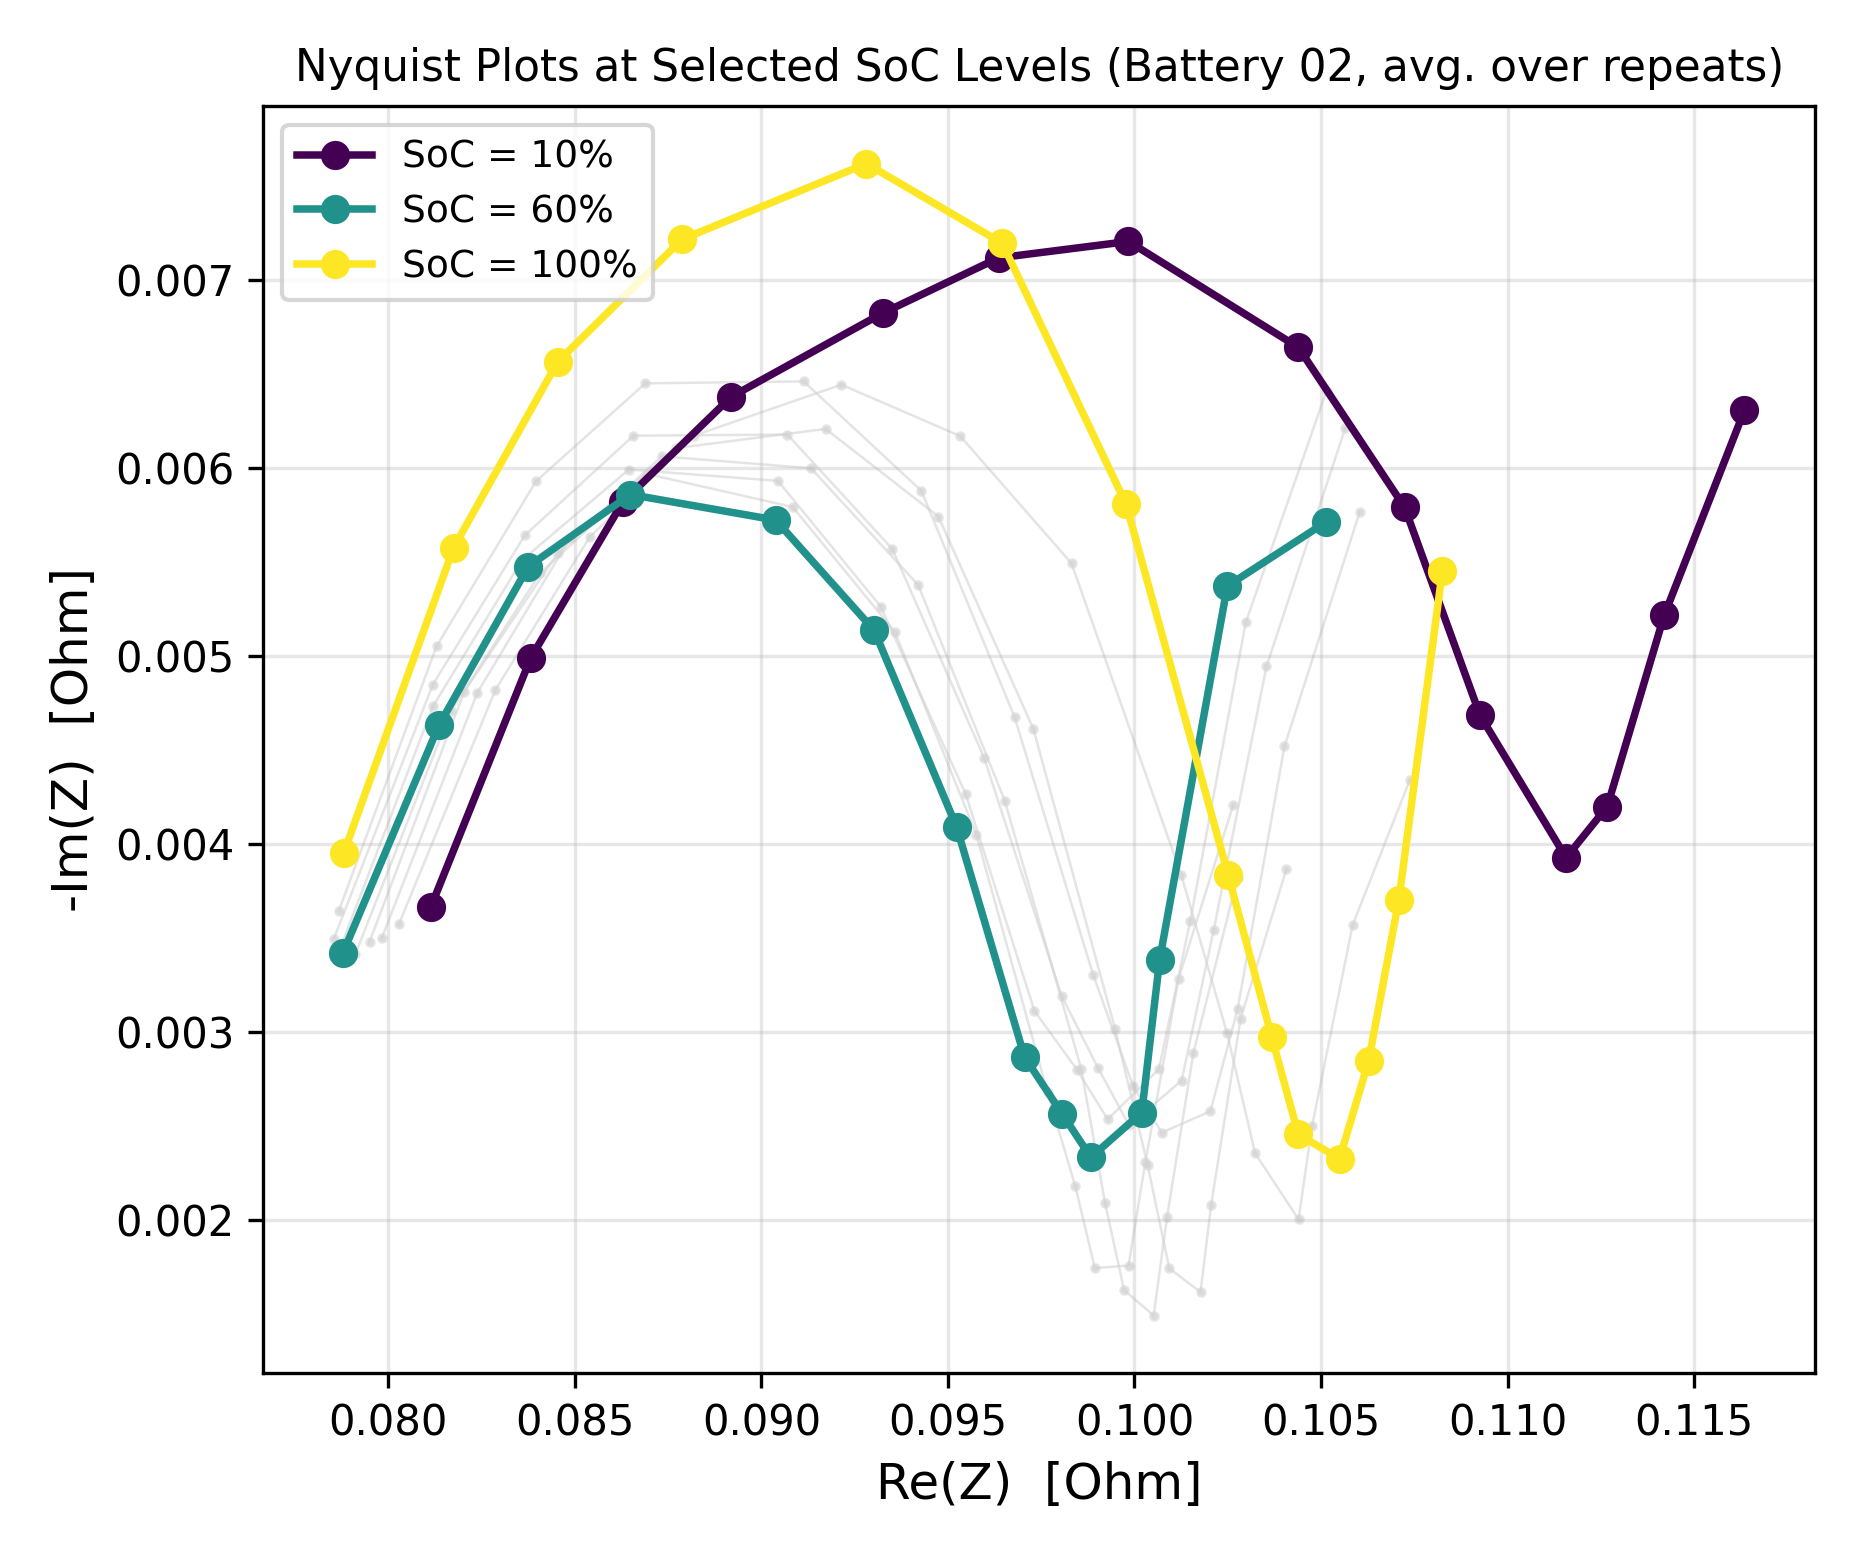 Nyquist Plots at Selected SoC Levels (Battery 02, avg. over repeats)
SoC = 10%
SoC = 60%
SoC = 100%
-Im(Z)  [Ohm]
0.007
0.006
0.005
0.004
0.003
0.002
0.080 0.085 0.090 0.095 0.100 0.105 0.110 0.115
Re(Z)  [Ohm]